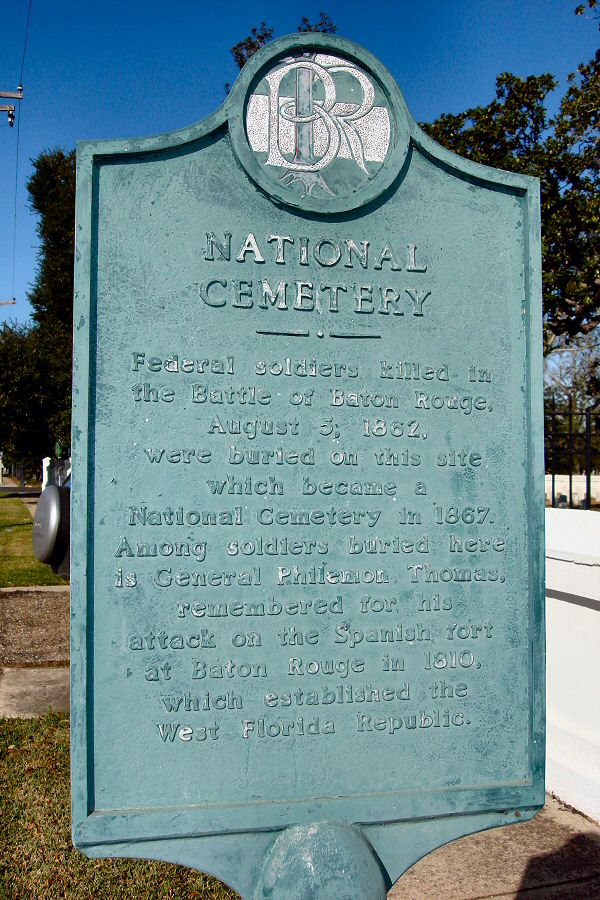 BR
NATIONAL
CEMETERY
Federal soldiers killed in
the Battle of Baton Rouge,
August 5, 1862,
were buried on this site
which became a
National Cemetery in 1867.
Among soldiers buried here
is General Philemon Thomas,
remembered for his
attack on the Spanish fort
at Baton Rouge in 1810,
which established the
West Florida Republic.